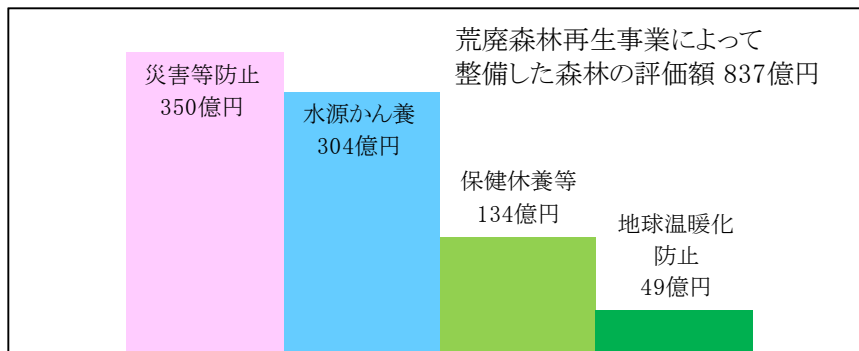 荒廃森林再生事業によって
整備した森林の評価額 837億円
災害等防止
350億円
水源かん養
304億円
保健休養等
134億円
地球温暖化
防止
49億円